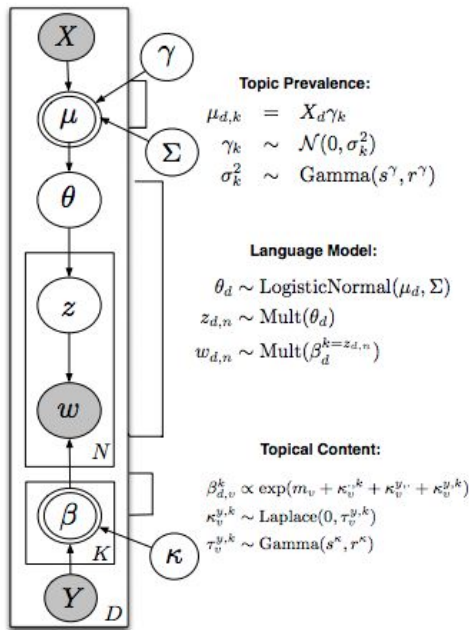 X
γ
μ
Σ
θ
z
w
N
β
K
κ
Y
D
Topic Prevalence:
μ_{d,k} = X_d γ_k
γ_k ∼ N(0, σ_k^2)
σ_k^2 ∼ Gamma(s^γ, r^γ)
Language Model:
θ_d ∼ LogisticNormal(μ_d, Σ)
z_{d,n} ∼ Mult(θ_d)
w_{d,n} ∼ Mult(β_d^{k=z_{d,n}})
Topical Content:
β_{d,v}^k ∝ exp(m_v + κ_v^{·,k} + κ_v^{y,·} + κ_v^{y,k})
κ_v^{y,k} ∼ Laplace(0, τ_v^{y,k})
τ_v^{y,k} ∼ Gamma(s^κ, r^κ)